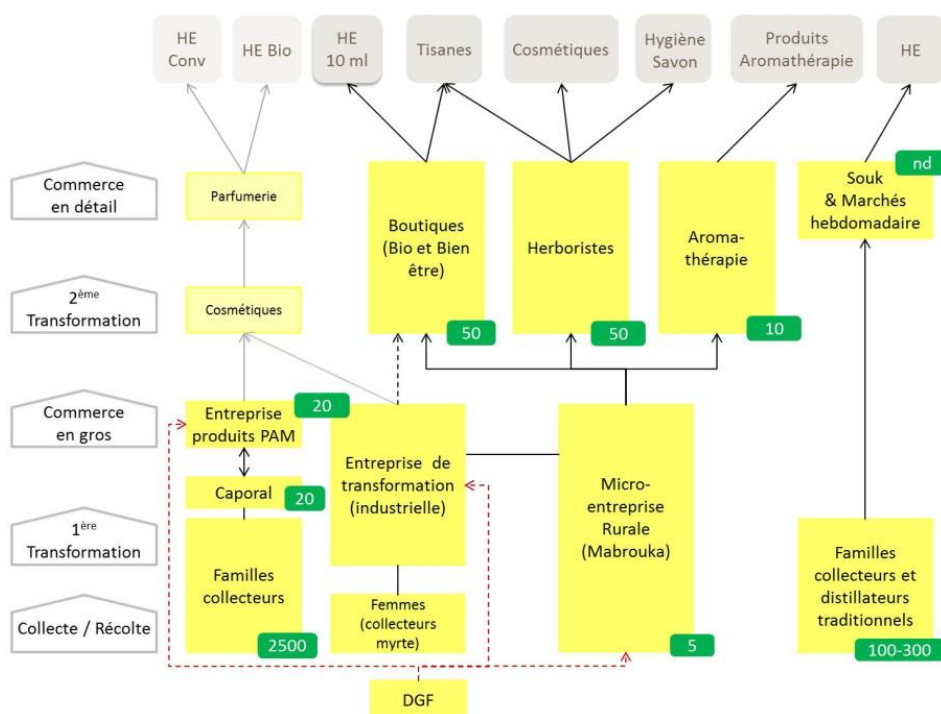 HE
Conv
HE Bio
HE
10 ml
Tisanes
Cosmétiques
Hygiène
Savon
Produits
Aromathérapie
HE
Commerce
en détail
Parfumerie
Boutiques
(Bio et Bien
être)
50
Herboristes
50
Aroma-
thérapie
10
nd
Souk
& Marchés
hebdomadaire
2ème
Transformation
Cosmétiques
Commerce
en gros
20
Entreprise
produits PAM
Caporal
20
Entreprise de
transformation
(industrielle)
Micro-
entreprise
Rurale
(Mabrouka)
5
1ère
Transformation
Familles
collecteurs
2500
Femmes
(collecteurs
myrte)
Familles
collecteurs et
distillateurs
traditionnels
100-300
Collecte / Récolte
DGF